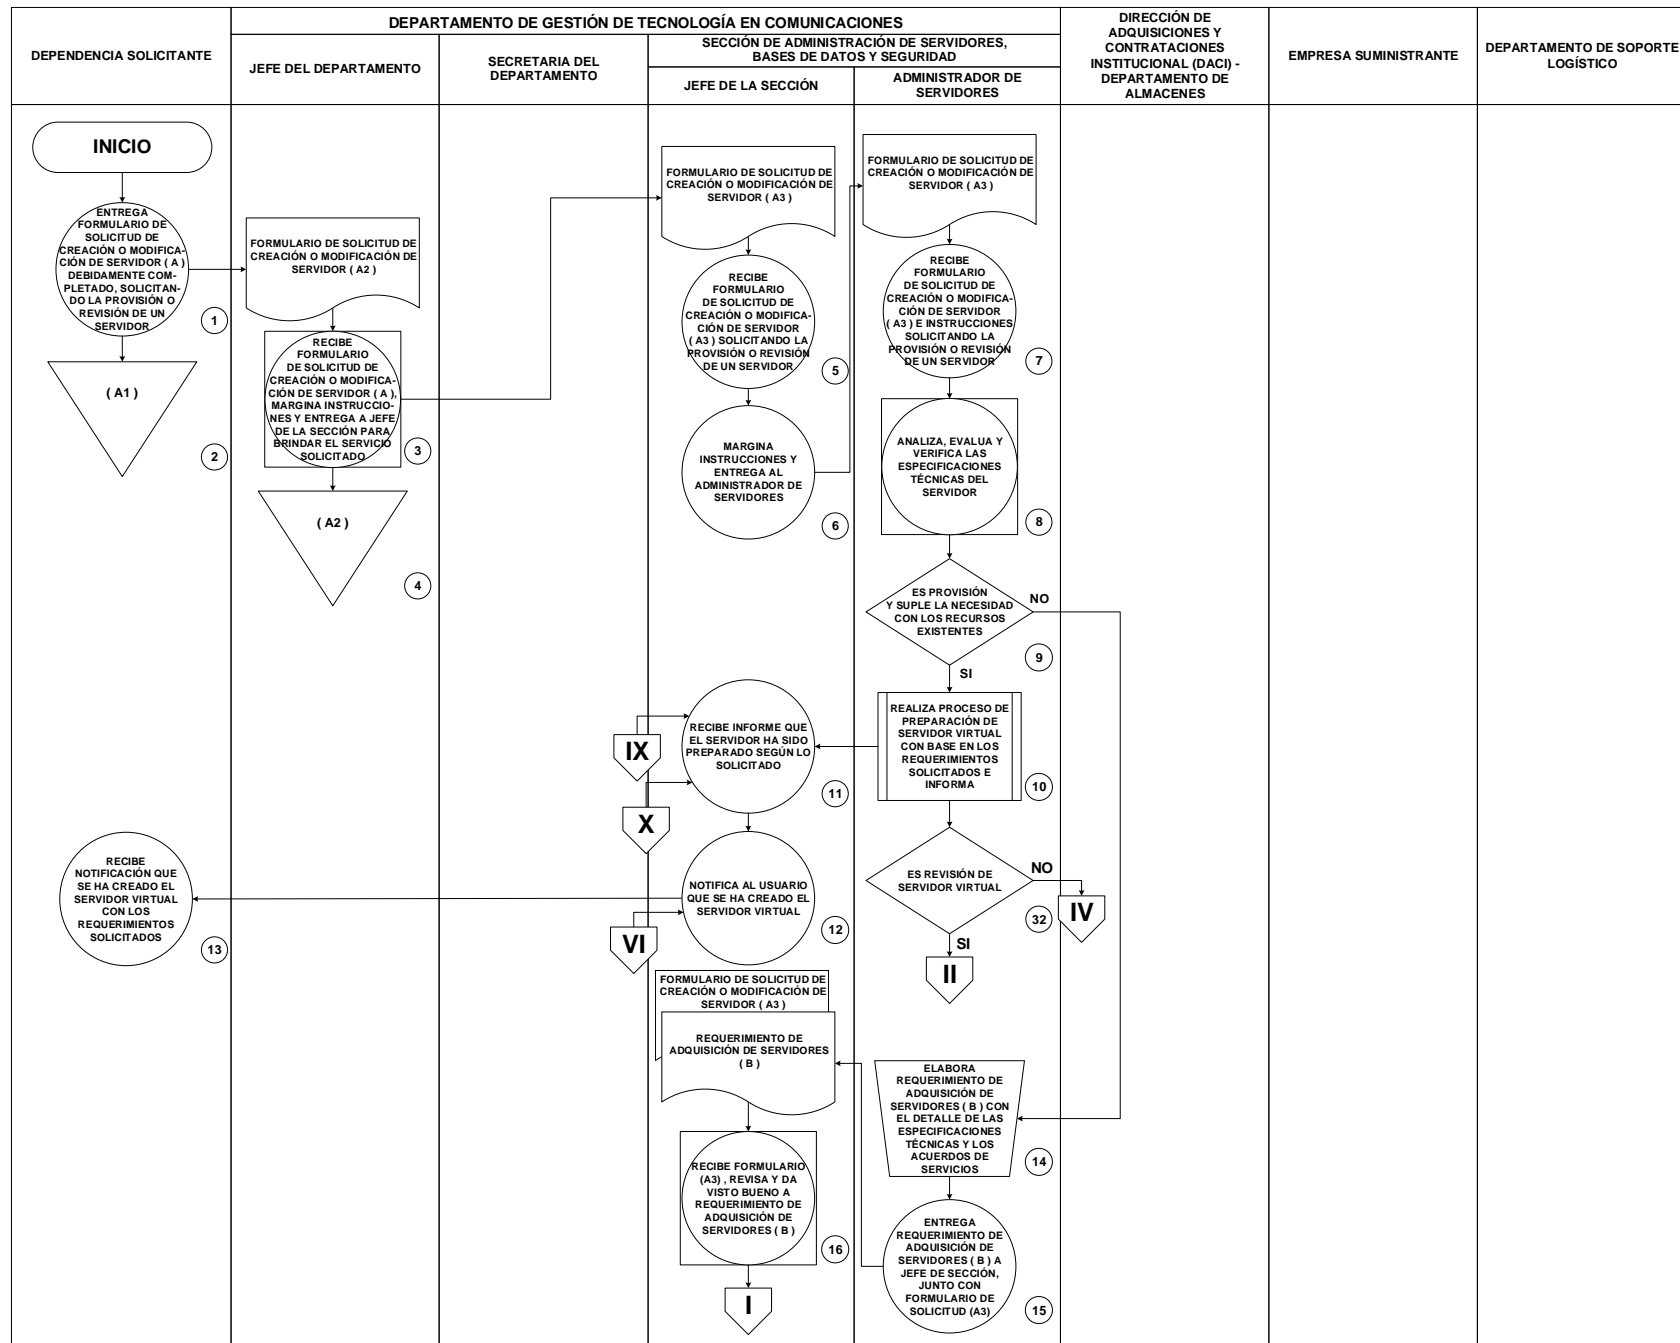 DEPENDENCIA SOLICITANTE
DEPARTAMENTO DE GESTIÓN DE TECNOLOGÍA EN COMUNICACIONES
JEFE DEL DEPARTAMENTO
SECRETARIA DEL
DEPARTAMENTO
SECCIÓN DE ADMINISTRACIÓN DE SERVIDORES,
BASES DE DATOS Y SEGURIDAD
JEFE DE LA SECCIÓN
ADMINISTRADOR DE
SERVIDORES
DIRECCIÓN DE
ADQUISICIONES Y
CONTRATACIONES
INSTITUCIONAL (DACI) -
DEPARTAMENTO DE
ALMACENES
EMPRESA SUMINISTRANTE
DEPARTAMENTO DE SOPORTE
LOGÍSTICO
INICIO
ENTREGA
FORMULARIO DE
SOLICITUD DE
CREACIÓN O MODIFICA-
CIÓN DE SERVIDOR ( A )
DEBIDAMENTE COM-
PLETADO, SOLICITAN-
DO LA PROVISIÓN O
REVISIÓN DE UN
SERVIDOR
1
( A1 )
2
FORMULARIO DE SOLICITUD DE
CREACIÓN O MODIFICACIÓN DE
SERVIDOR ( A2 )
RECIBE
FORMULARIO
DE SOLICITUD DE
CREACIÓN O MODIFICA-
CIÓN DE SERVIDOR ( A ),
MARGINA INSTRUCCIO-
NES Y ENTREGA A JEFE
DE LA SECCIÓN PARA
BRINDAR EL SERVICIO
SOLICITADO
3
( A2 )
4
FORMULARIO DE SOLICITUD DE
CREACIÓN O MODIFICACIÓN DE
SERVIDOR ( A3 )
RECIBE
FORMULARIO
DE SOLICITUD DE
CREACIÓN O MODIFICA-
CIÓN DE SERVIDOR
( A3 ) SOLICITANDO LA
PROVISIÓN O REVISIÓN
DE UN SERVIDOR
5
MARGINA
INSTRUCCIONES Y
ENTREGA AL
ADMINISTRADOR DE
SERVIDORES
6
FORMULARIO DE SOLICITUD DE
CREACIÓN O MODIFICACIÓN DE
SERVIDOR ( A3 )
RECIBE
FORMULARIO
DE SOLICITUD DE
CREACIÓN O MODIFICA-
CIÓN DE SERVIDOR
( A3 ) E INSTRUCCIONES
SOLICITANDO LA
PROVISIÓN O REVISIÓN
DE UN SERVIDOR
7
ANALIZA, EVALUA Y
VERIFICA LAS
ESPECIFICACIONES
TÉCNICAS DEL
SERVIDOR
8
ES PROVISIÓN
Y SUPLE LA NECESIDAD
CON LOS RECURSOS
EXISTENTES
NO
9
SI
REALIZA PROCESO DE
PREPARACIÓN DE
SERVIDOR VIRTUAL
CON BASE EN LOS
REQUERIMIENTOS
SOLICITADOS E
INFORMA
10
IX
RECIBE INFORME QUE
EL SERVIDOR HA SIDO
PREPARADO SEGÚN LO
SOLICITADO
11
X
ES REVISIÓN DE
SERVIDOR VIRTUAL
NO
32
IV
SI
II
NOTIFICA AL USUARIO
QUE SE HA CREADO EL
SERVIDOR VIRTUAL
12
VI
RECIBE
NOTIFICACIÓN QUE
SE HA CREADO EL
SERVIDOR VIRTUAL
CON LOS
REQUERIMIENTOS
SOLICITADOS
13
FORMULARIO DE SOLICITUD DE
CREACIÓN O MODIFICACIÓN DE
SERVIDOR ( A3 )
REQUERIMIENTO DE
ADQUISICIÓN DE SERVIDORES
( B )
ELABORA
REQUERIMIENTO DE
ADQUISICIÓN DE
SERVIDORES ( B ) CON
EL DETALLE DE LAS
ESPECIFICACIONES
TÉCNICAS Y LOS
ACUERDOS DE
SERVICIOS
14
RECIBE FORMULARIO
(A3) , REVISA Y DA
VISTO BUENO A
REQUERIMIENTO DE
ADQUISICIÓN DE
SERVIDORES ( B )
16
ENTREGA
REQUERIMIENTO DE
ADQUISICIÓN DE
SERVIDORES ( B ) A
JEFE DE SECCIÓN,
JUNTO CON
FORMULARIO DE
SOLICITUD (A3)
15
I